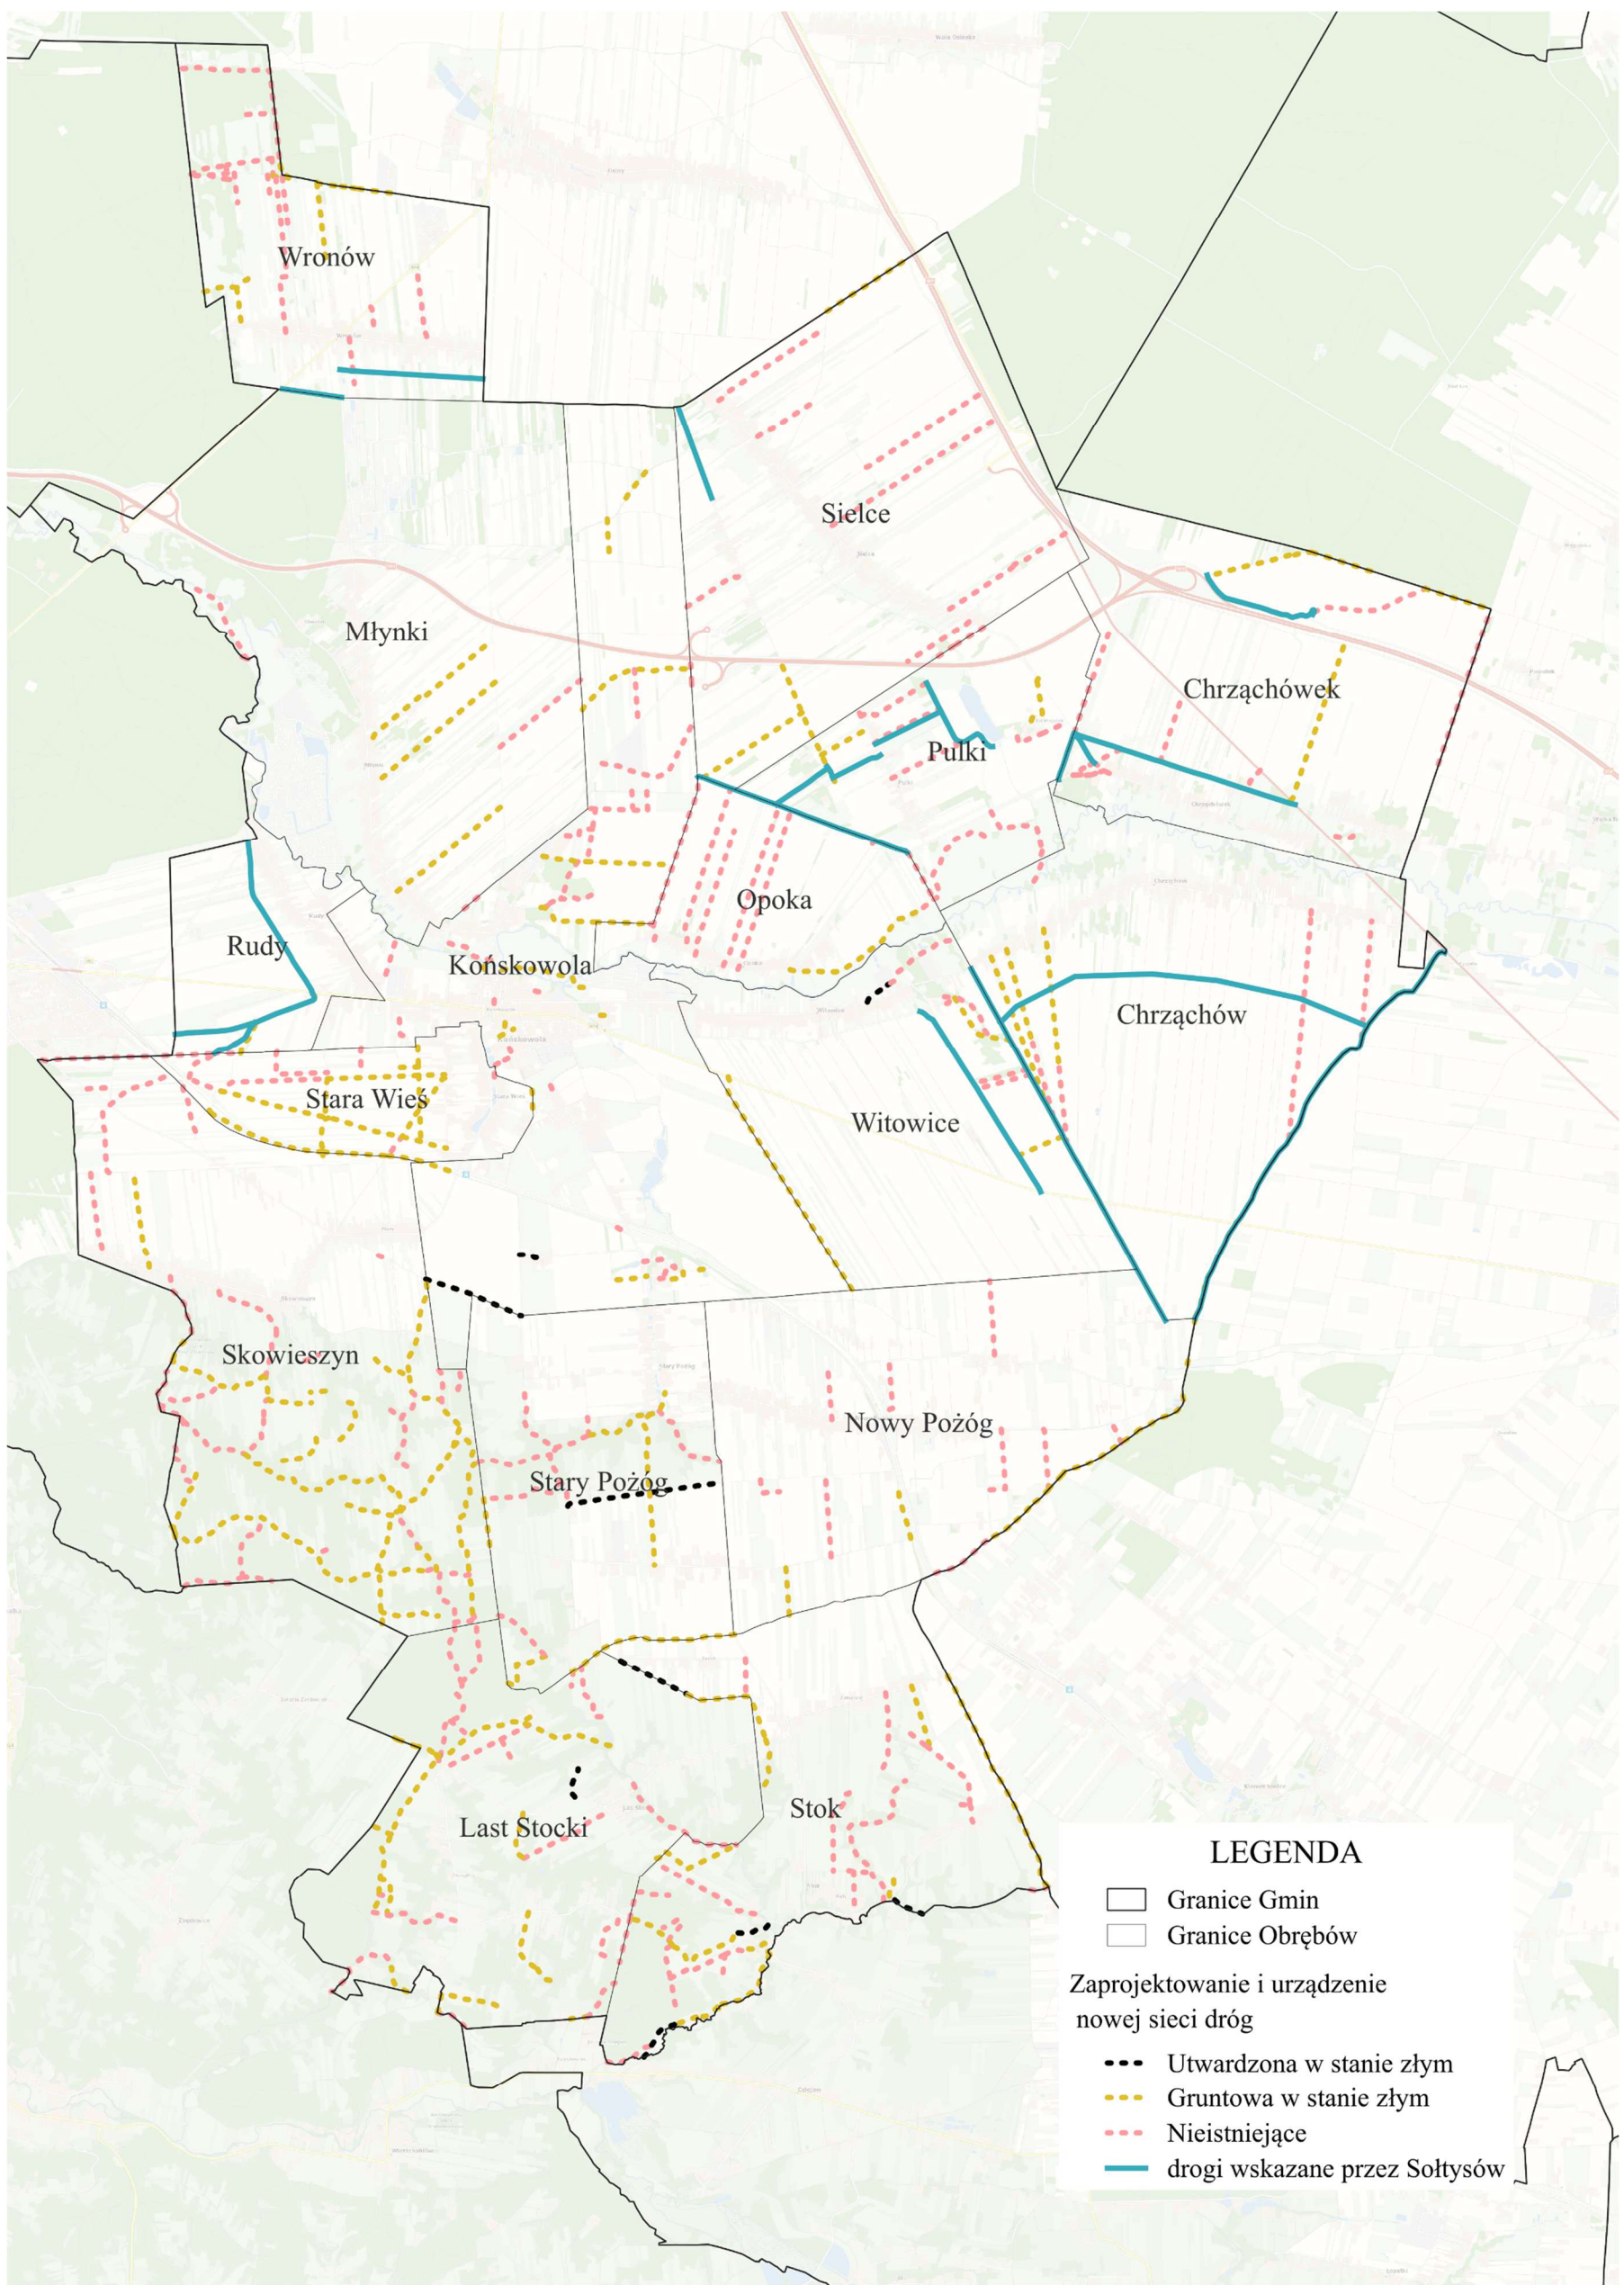 Wronów
Sielce
Młynki
Chrząchówek
Pulki
Opoka
Rudy
Końskowola
Chrząchów
Stara Wieś
Witowice
Skowieszyn
Nowy Pożóg
Stary Pożóg
Stok
Last Stocki
LEGENDA
Granice Gmin
Granice Obrębów
Zaprojektowanie i urządzenie
nowej sieci dróg
Utwardzona w stanie złym
Gruntowa w stanie złym
Nieistniejące
drogi wskazane przez Sołtysów